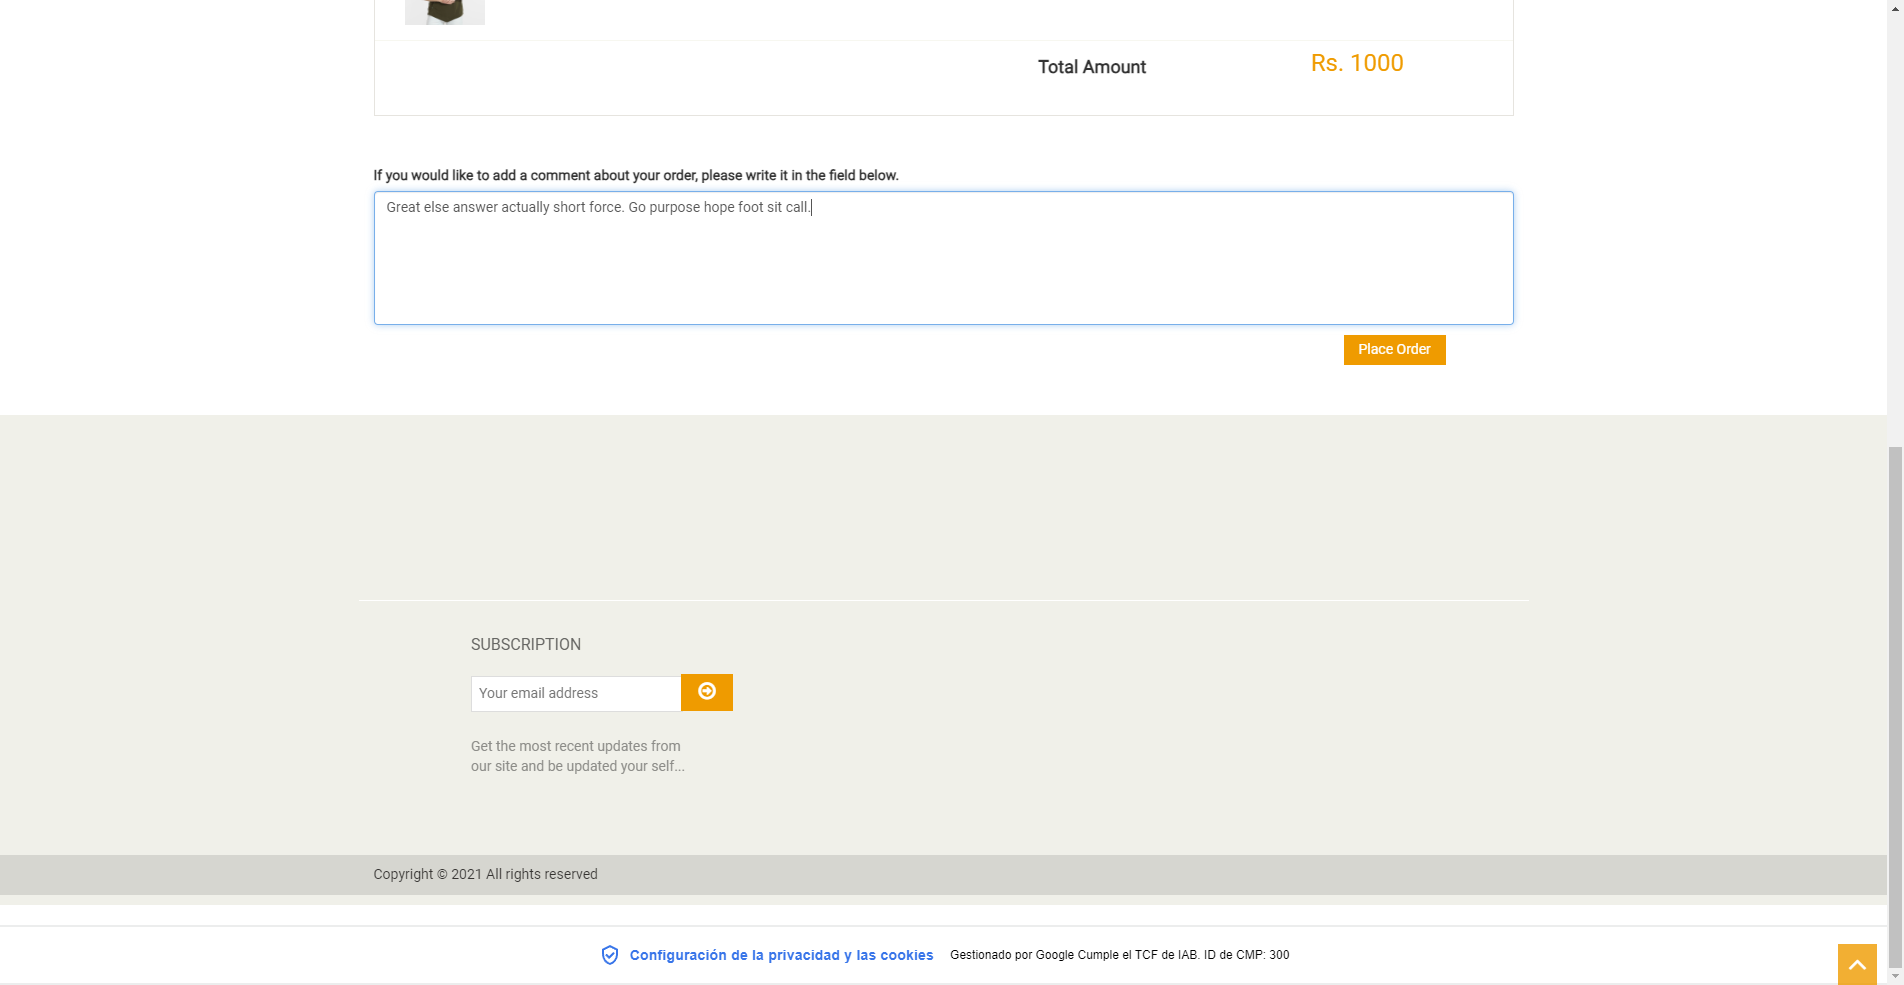 Total Amount
Rs. 1000
If you would like to add a comment about your order, please write it in the field below.
Great else answer actually short force. Go purpose hope foot sit call.
Place Order
SUBSCRIPTION
Your email address
Get the most recent updates from
our site and be updated your self...
Copyright © 2021 All rights reserved
Configuración de la privacidad y las cookies Gestionado por Google Cumple el TCF de IAB. ID de CMP: 300